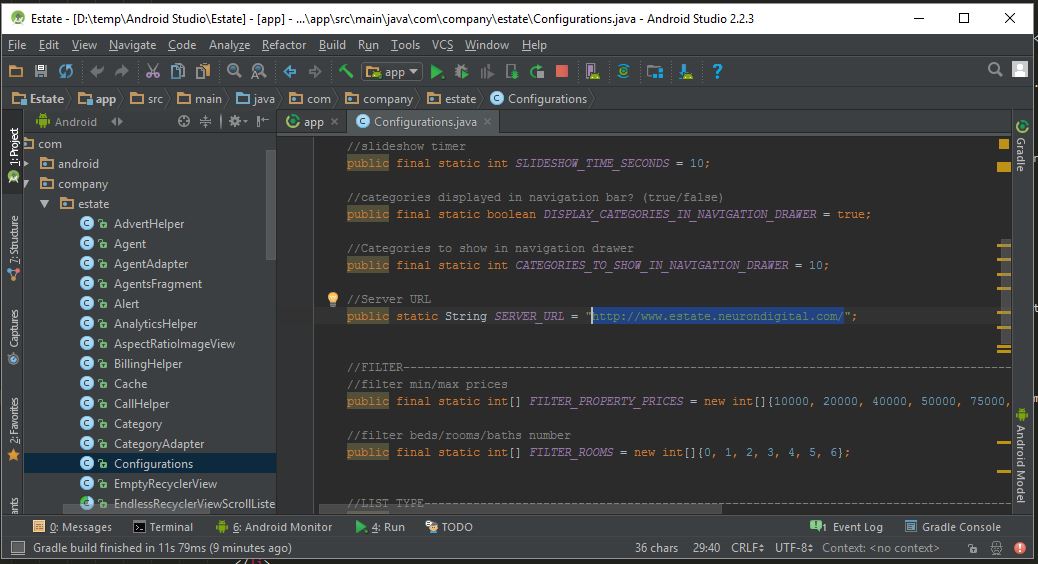 Estate - [D:\temp\Android Studio\Estate] - [app] - ...\app\src\main\java\com\company\estate\Configurations.java - Android Studio 2.2.3
File Edit View Navigate Code Analyze Refactor Build Run Tools VCS Window Help
app
Estate app src main java com company estate Configurations
Android
app Configurations.java
1: Project
7: Structure
Captures
2: Favorites
com
android
company
estate
AdvertHelper
Agent
AgentAdapter
AgentsFragment
Alert
AnalyticsHelper
AspectRatioImageView
BillingHelper
Cache
CallHelper
Category
CategoryAdapter
Configurations
EmptyRecyclerView
EndlessRecyclerViewScrollListe
//slideshow timer
public final static int SLIDESHOW_TIME_SECONDS = 10;
//categories displayed in navigation bar? (true/false)
public final static boolean DISPLAY_CATEGORIES_IN_NAVIGATION_DRAWER = true;
//Categories to show in navigation drawer
public final static int CATEGORIES_TO_SHOW_IN_NAVIGATION_DRAWER = 10;
//Server URL
public static String SERVER_URL = "http://www.estate.neurondigital.com/";
//FILTER--------------------------------------------------------------------------------
//filter min/max prices
public final static int[] FILTER_PROPERTY_PRICES = new int[]{10000, 20000, 40000, 50000, 75000,
//filter beds/rooms/baths number
public final static int[] FILTER_ROOMS = new int[]{0, 1, 2, 3, 4, 5, 6};
//LIST TYPE-----------------------------------------------------------------------------
Gradle
Android Model
0: Messages Terminal 6: Android Monitor 4: Run TODO 1 Event Log Gradle Console
Gradle build finished in 11s 79ms (9 minutes ago) 36 chars 29:40 CRLF UTF-8 Context: <no context>